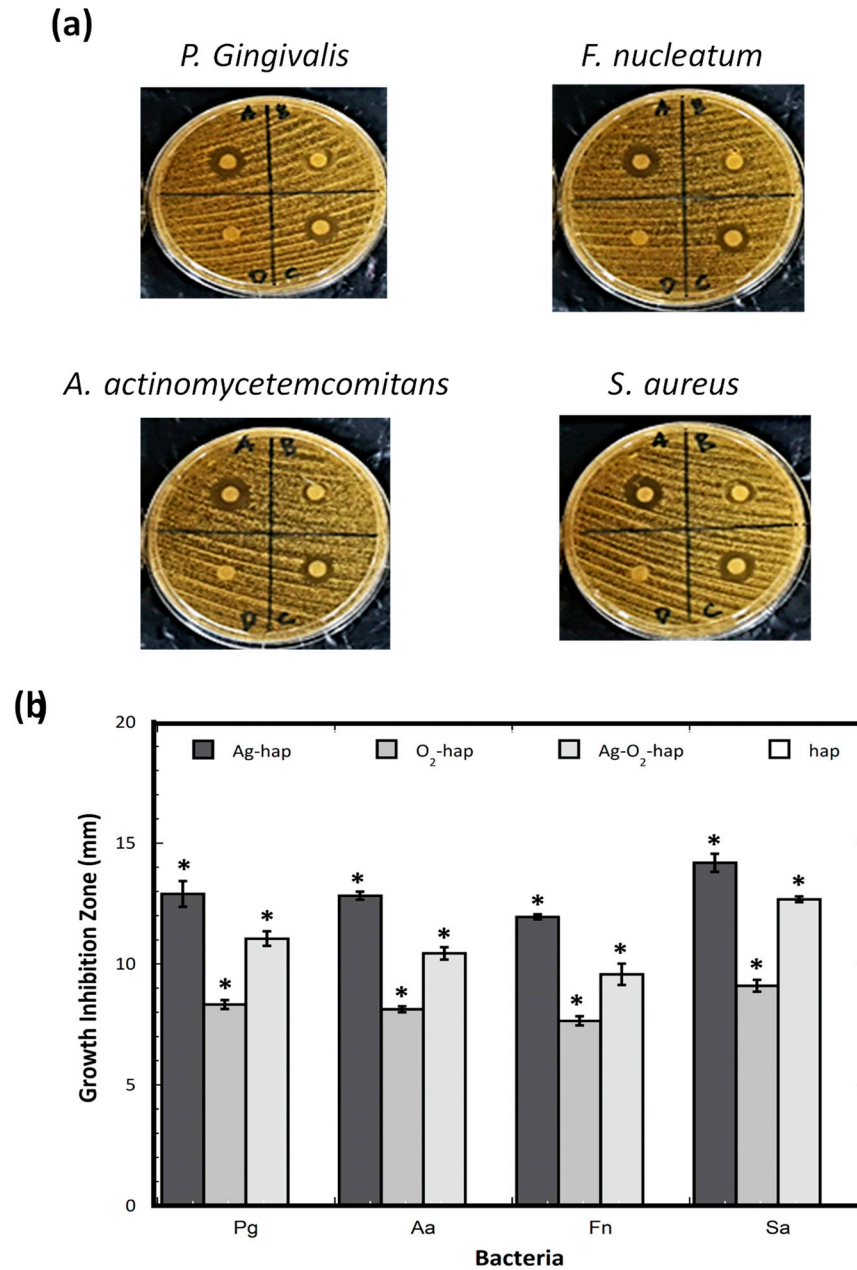 (a)
P. Gingivalis
F. nucleatum
A B
D C
A B
D C
A. actinomycetemcomitans
S. aureus
A B
D C
A B
D C
(b)
20
15
10
5
0
Growth Inhibition Zone (mm)
Ag-hap
O2-hap
Ag-O2-hap
hap
*
*
*
*
*
*
*
*
*
*
*
*
Pg
Aa
Fn
Sa
Bacteria